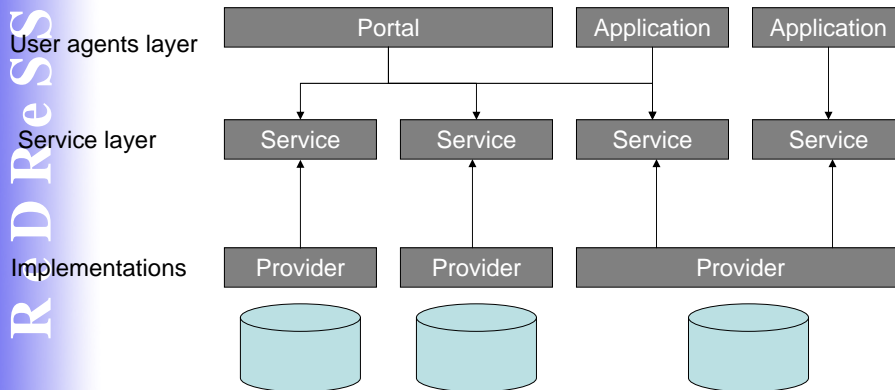 ReDReSS
User agents layer
Portal
Application
Application
Service layer
Service
Service
Service
Service
Implementations
Provider
Provider
Provider